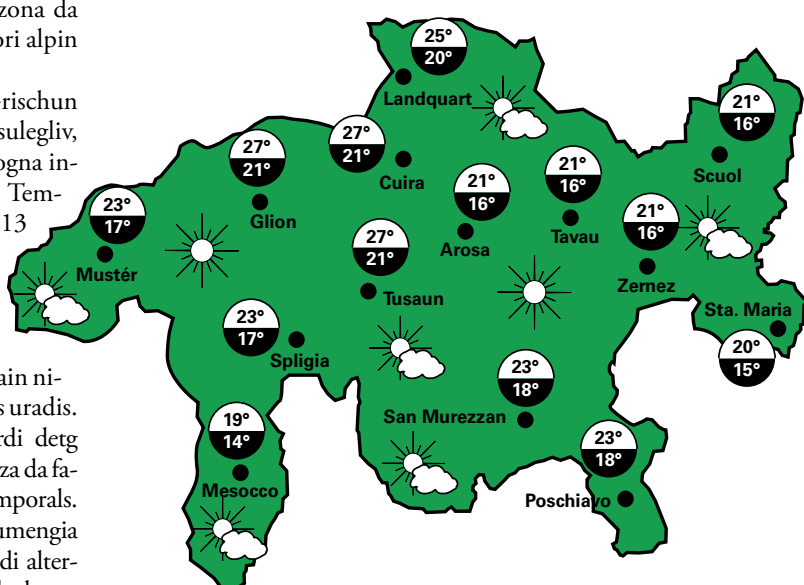 zona da
ori alpin
rischun
sulegliv,
ogna in-
Tem-
13
ain ni-
s uradis.
rdi detg
za da fa-
mporals.
umengia
di alter-
25°
20°
Landquart
27°
21°
Cuira
27°
21°
Glion
21°
16°
Scuol
21°
16°
Arosa
21°
16°
Tavau
21°
16°
Zernez
23°
17°
Mustér
27°
21°
Tusaun
Sta. Maria
20°
15°
23°
17°
Spligia
23°
18°
San Murezzan
19°
14°
Mesocco
23°
18°
Poschiavo